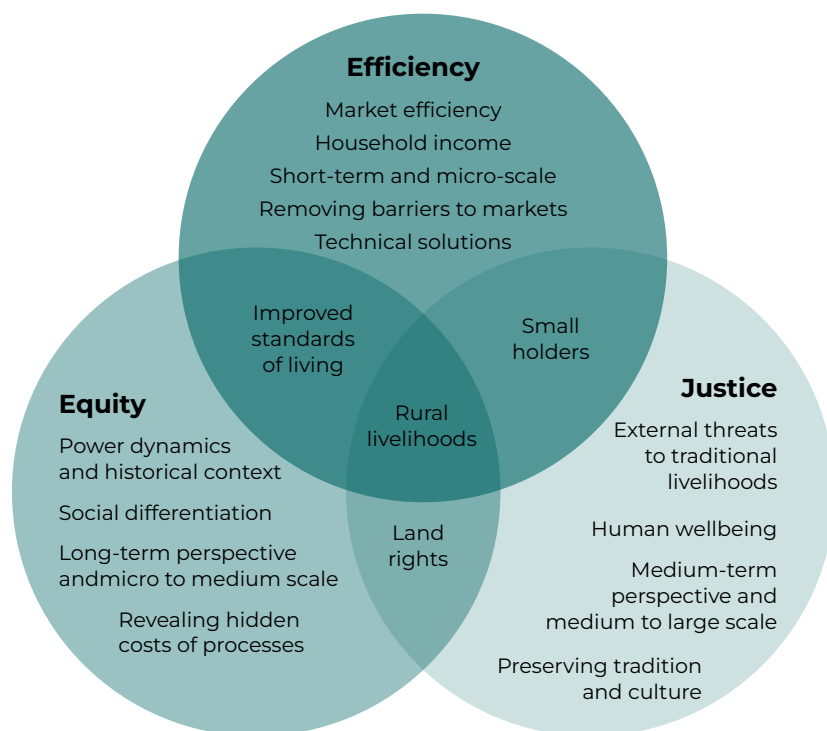 Efficiency
Market efficiency
Household income
Short-term and micro-scale
Removing barriers to markets
Technical solutions
Improved
standards
of living
Small
holders
Rural
livelihoods
Land
rights
Equity
Power dynamics
and historical context
Social differentiation
Long-term perspective
andmicro to medium scale
Revealing hidden
costs of processes
Justice
External threats
to traditional
livelihoods
Human wellbeing
Medium-term
perspective and
medium to large scale
Preserving tradition
and culture